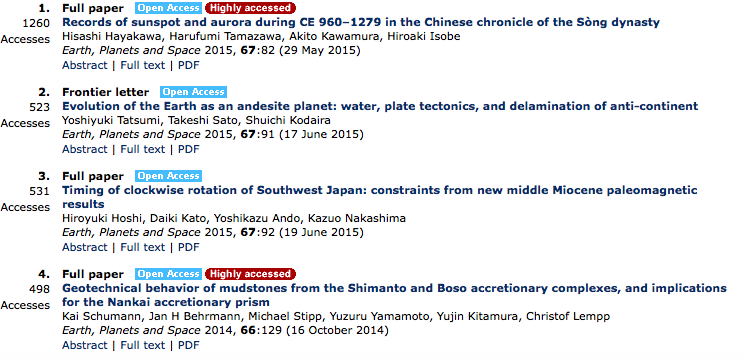 1. Full paper Open Access Highly accessed
1260 Records of sunspot and aurora during CE 960–1279 in the Chinese chronicle of the Sòng dynasty
Accesses Hisashi Hayakawa, Harufumi Tamazawa, Akito Kawamura, Hiroaki Isobe
Earth, Planets and Space 2015, 67:82 (29 May 2015)
Abstract | Full text | PDF
2. Frontier letter Open Access
523 Evolution of the Earth as an andesite planet: water, plate tectonics, and delamination of anti-continent
Accesses Yoshiyuki Tatsumi, Takeshi Sato, Shuichi Kodaira
Earth, Planets and Space 2015, 67:91 (17 June 2015)
Abstract | Full text | PDF
3. Full paper Open Access
531 Timing of clockwise rotation of Southwest Japan: constraints from new middle Miocene paleomagnetic
Accesses results
Hiroyuki Hoshi, Daiki Kato, Yoshikazu Ando, Kazuo Nakashima
Earth, Planets and Space 2015, 67:92 (19 June 2015)
Abstract | Full text | PDF
4. Full paper Open Access Highly accessed
498 Geotechnical behavior of mudstones from the Shimanto and Boso accretionary complexes, and implications
Accesses for the Nankai accretionary prism
Kai Schumann, Jan H Behrmann, Michael Stipp, Yuzuru Yamamoto, Yujin Kitamura, Christof Lempp
Earth, Planets and Space 2014, 66:129 (16 October 2014)
Abstract | Full text | PDF